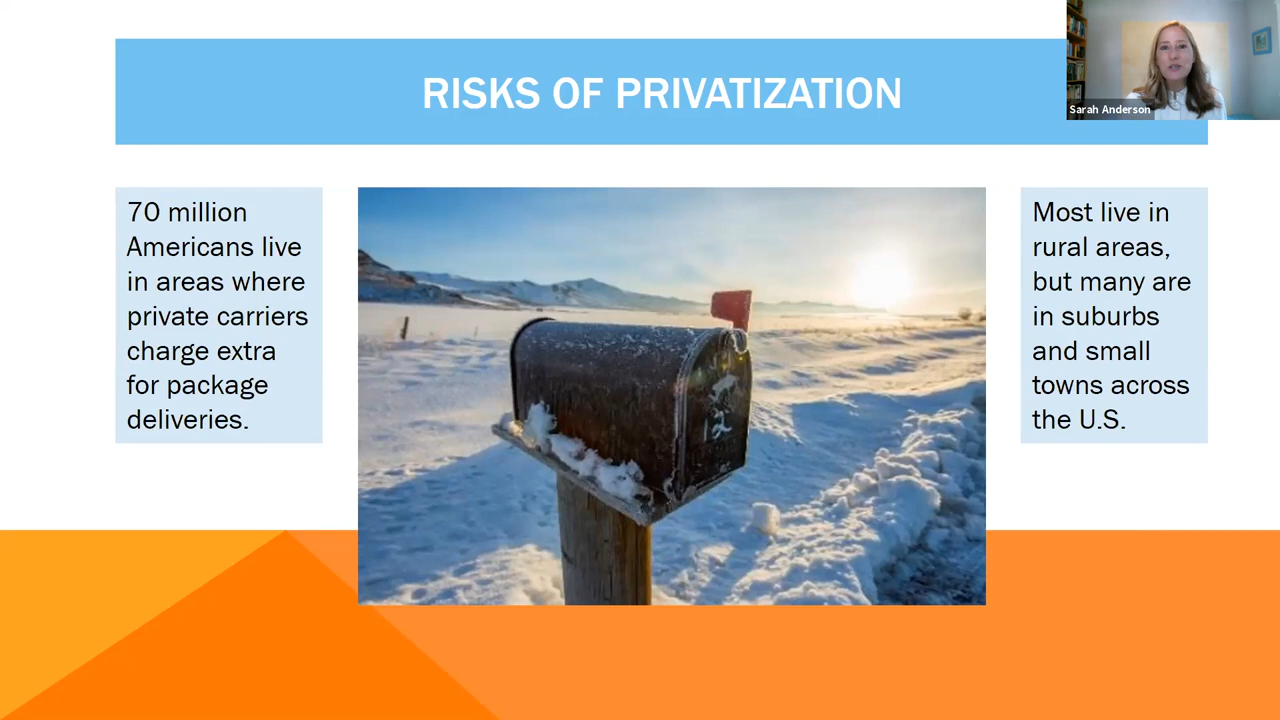 RISKS OF PRIVATIZATION
Sarah Anderson
70 million
Americans live
in areas where
private carriers
charge extra
for package
deliveries.
12
Most live in
rural areas,
but many are
in suburbs
and small
towns across
the U.S.